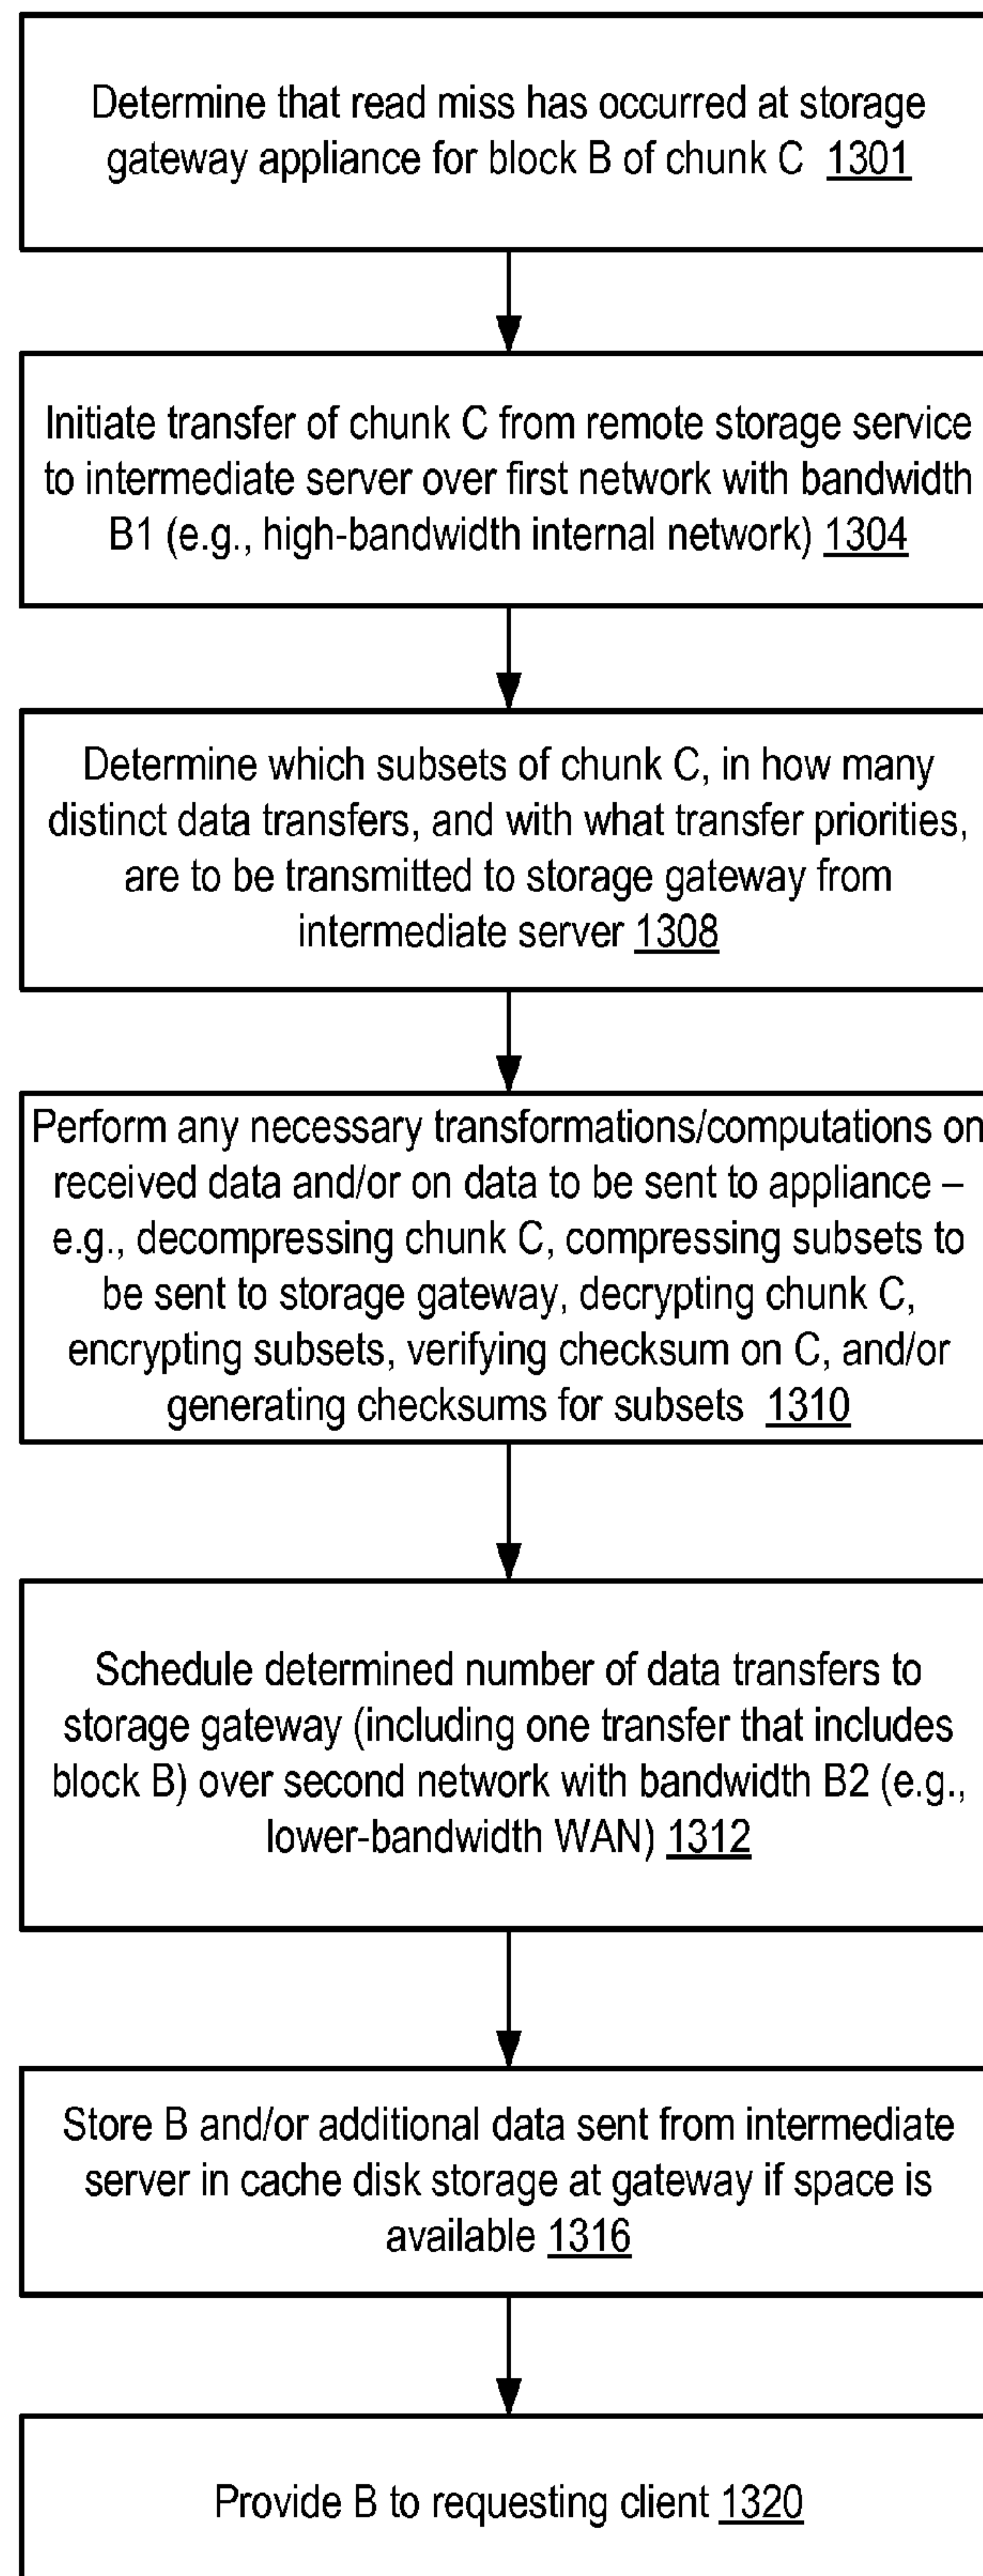 Determine that read miss has occurred at storage
gateway appliance for block B of chunk C 1301
Initiate transfer of chunk C from remote storage service
to intermediate server over first network with bandwidth
B1 (e.g., high-bandwidth internal network) 1304
Determine which subsets of chunk C, in how many
distinct data transfers, and with what transfer priorities,
are to be transmitted to storage gateway from
intermediate server 1308
Perform any necessary transformations/computations on
received data and/or on data to be sent to appliance –
e.g., decompressing chunk C, compressing subsets to
be sent to storage gateway, decrypting chunk C,
encrypting subsets, verifying checksum on C, and/or
generating checksums for subsets 1310
Schedule determined number of data transfers to
storage gateway (including one transfer that includes
block B) over second network with bandwidth B2 (e.g.,
lower-bandwidth WAN) 1312
Store B and/or additional data sent from intermediate
server in cache disk storage at gateway if space is
available 1316
Provide B to requesting client 1320